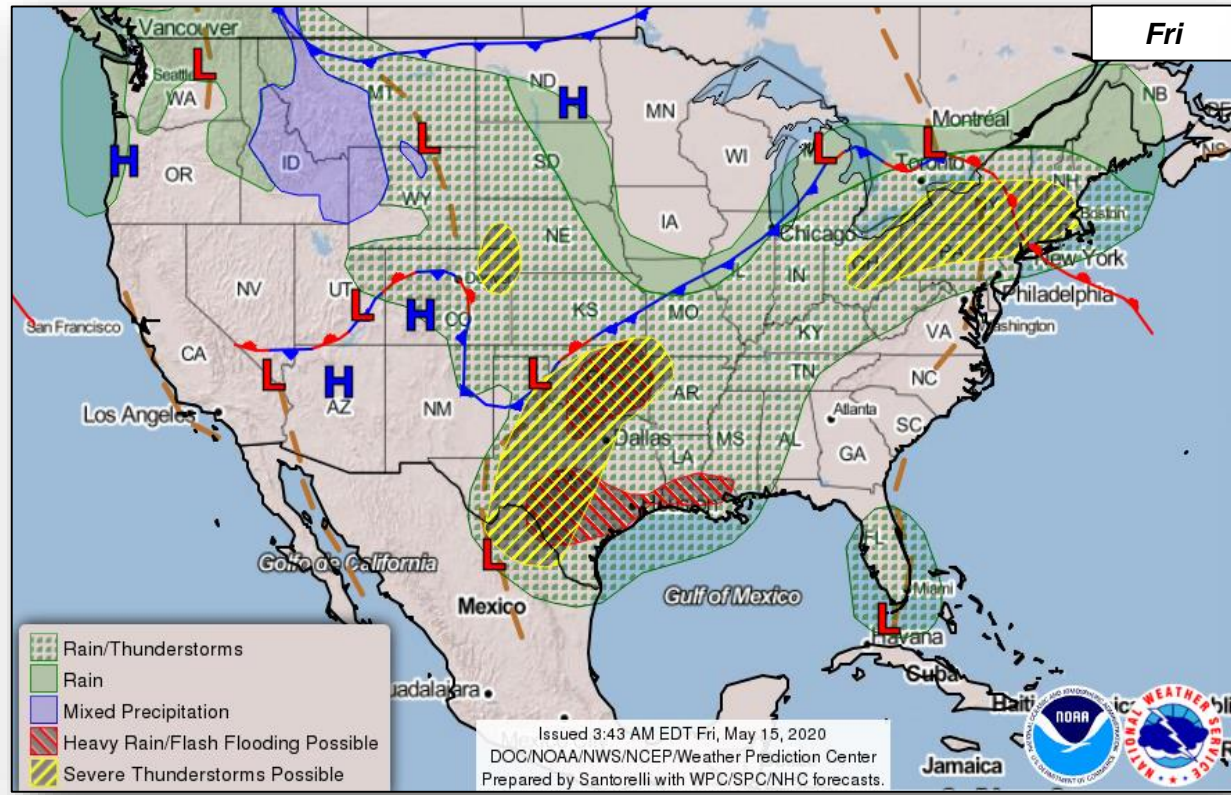 Fri
Vancouver
Seattle
WA
MT
ND
MN
Montréal
NB
NS
OR
ID
SD
WI
Toronto
NH
WY
IA
Chicago
Boston
NE
New York
NV
UT
IL
IN
OH
Philadelphia
CO
KS
MO
KY
VA
Washington
San Francisco
CA
TN
NC
Los Angeles
AZ
NM
AR
Atlanta
SC
Dallas
MS
AL
GA
LA
Golfo de California
FL
Mexico
Gulf of Mexico
Miami
Havana
Cuba
uadalajara
Jamaica
L
L
L
L
L
L
L
L
L
H
H
H
H
Rain/Thunderstorms
Rain
Mixed Precipitation
Heavy Rain/Flash Flooding Possible
Severe Thunderstorms Possible
Issued 3:43 AM EDT Fri, May 15, 2020
DOC/NOAA/NWS/NCEP/Weather Prediction Center
Prepared by Santorelli with WPC/SPC/NHC forecasts.
NOAA
NATIONAL WEATHER SERVICE